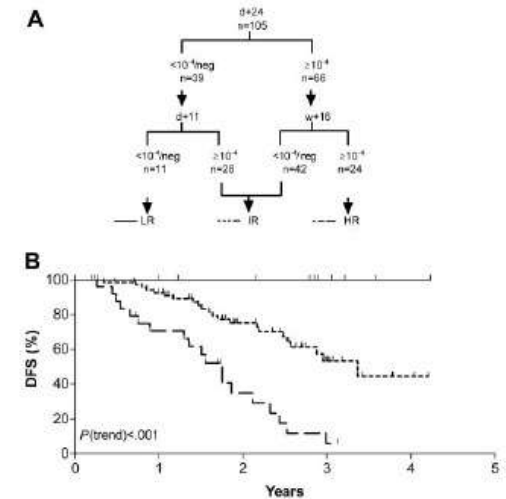 A
d+24
n=105
<10⁻⁴/neg ≥10⁻⁴
n=39 n=66
d+11 w+16
<10⁻⁴/neg ≥10⁻⁴ <10⁻⁴/neg ≥10⁻⁴
n=11 n=28 n=42 n=24
LR IR HR
B
100
80
60
40
20
0
DFS (%)
P(trend)<.001
0 1 2 3 4 5
Years